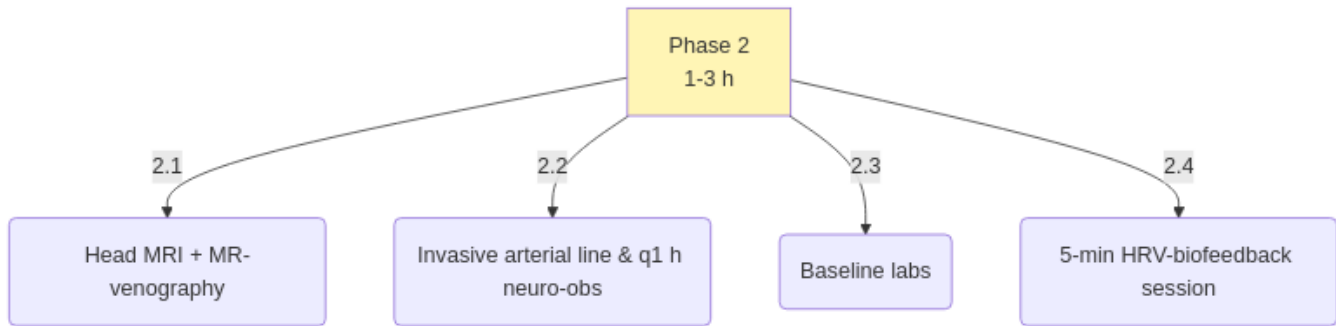 Phase 2
1-3 h
2.1
2.2
2.3
2.4
Head MRI + MR-
venography
Invasive arterial line & q1 h
neuro-obs
Baseline labs
5-min HRV-biofeedback
session